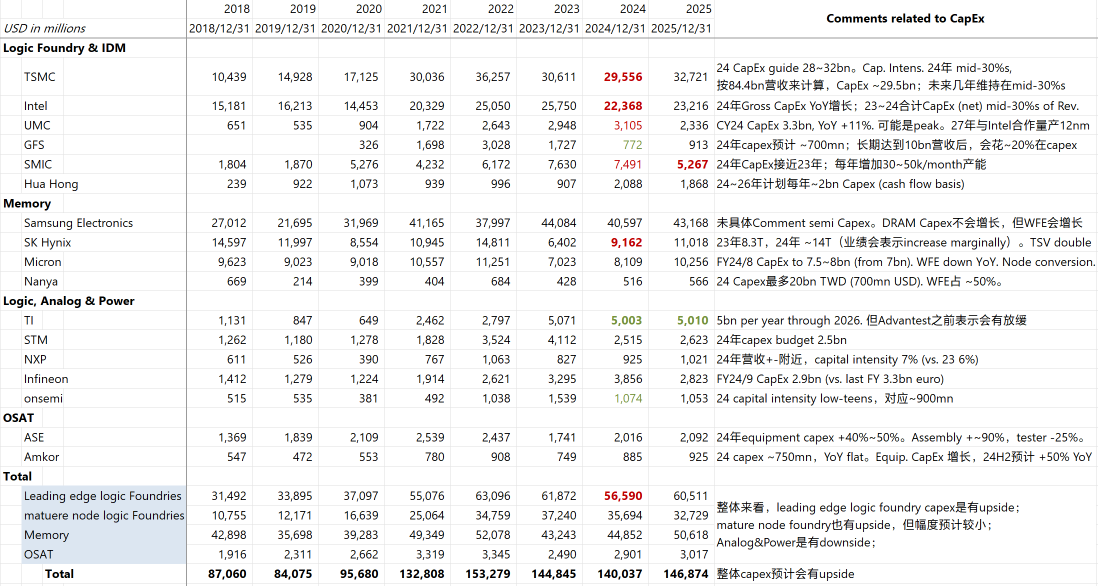 2018 2019 2020 2021 2022 2023 2024 2025
USD in millions 2018/12/31 2019/12/31 2020/12/31 2021/12/31 2022/12/31 2023/12/31 2024/12/31 2025/12/31 Comments related to CapEx
Logic Foundry & IDM
TSMC 10,439 14,928 17,125 30,036 36,257 30,611 29,556 32,721 24 CapEx guide 28~32bn。Cap. Intens. 24年 mid-30%s,
按84.4bn营收来计算，CapEx ~29.5bn；未来几年维持在mid-30%s
Intel 15,181 16,213 14,453 20,329 25,050 25,750 22,368 23,216 24年Gross CapEx YoY增长；23~24合计CapEx (net) mid-30%s of Rev.
UMC 651 535 904 1,722 2,643 2,948 3,105 2,336 CY24 CapEx 3.3bn, YoY +11%. 可能是peak。27年与Intel合作量产12nm
GFS 326 1,698 3,028 1,727 772 913 24年capex预计 ~700mn；长期达到10bn营收后，会花~20%在capex
SMIC 1,804 1,870 5,276 4,232 6,172 7,630 7,491 5,267 24年CapEx接近23年；每年增加30~50k/month产能
Hua Hong 239 922 1,073 939 996 907 2,088 1,868 24~26年计划每年~2bn Capex (cash flow basis)
Memory
Samsung Electronics 27,012 21,695 31,969 41,165 37,997 44,084 40,597 43,168 未具体Comment semi Capex。DRAM Capex不会增长，但WFE会增长
SK Hynix 14,597 11,997 8,554 10,945 14,811 6,402 9,162 11,018 23年8.3T，24年 ~14T（业绩会表示increase marginally）。TSV double
Micron 9,623 9,023 9,018 10,557 11,251 7,023 8,109 10,256 FY24/8 CapEx to 7.5~8bn (from 7bn). WFE down YoY. Node conversion.
Nanya 669 214 399 404 684 428 516 566 24 Capex最多20bn TWD (700mn USD). WFE占 ~50%。
Logic, Analog & Power
TI 1,131 847 649 2,462 2,797 5,071 5,003 5,010 5bn per year through 2026. 但Advantest之前表示会有放缓
STM 1,262 1,180 1,278 1,828 3,524 4,112 2,515 2,623 24年capex budget 2.5bn
NXP 611 526 390 767 1,063 827 925 1,021 24年营收+-附近，capital intensity 7% (vs. 23 6%)
Infineon 1,412 1,279 1,224 1,914 2,621 3,295 3,856 2,823 FY24/9 CapEx 2.9bn (vs. last FY 3.3bn euro)
onsemi 515 535 381 492 1,038 1,539 1,074 1,053 24 capital intensity low-teens，对应~900mn
OSAT
ASE 1,369 1,839 2,109 2,539 2,437 1,741 2,016 2,092 24年equipment capex +40%~50%。Assembly +~90%，tester -25%。
Amkor 547 472 553 780 908 749 885 925 24 capex ~750mn，YoY flat。Equip. CapEx 增长，24H2预计 +50% YoY
Total
Leading edge logic Foundries 31,492 33,895 37,097 55,076 63,096 61,872 56,590 60,511 整体来看，leading edge logic foundry capex是有upside；
matuere node logic Foundries 10,755 12,171 16,639 25,064 34,759 37,240 35,694 32,729 mature node foundry也有upside，但幅度预计较小；
Memory 42,898 35,698 39,283 49,349 52,078 43,243 44,852 50,618 Analog&Power是有downside；
OSAT 1,916 2,311 2,662 3,319 3,345 2,490 2,901 3,017
Total 87,060 84,075 95,680 132,808 153,279 144,845 140,037 146,874 整体capex预计会有upside